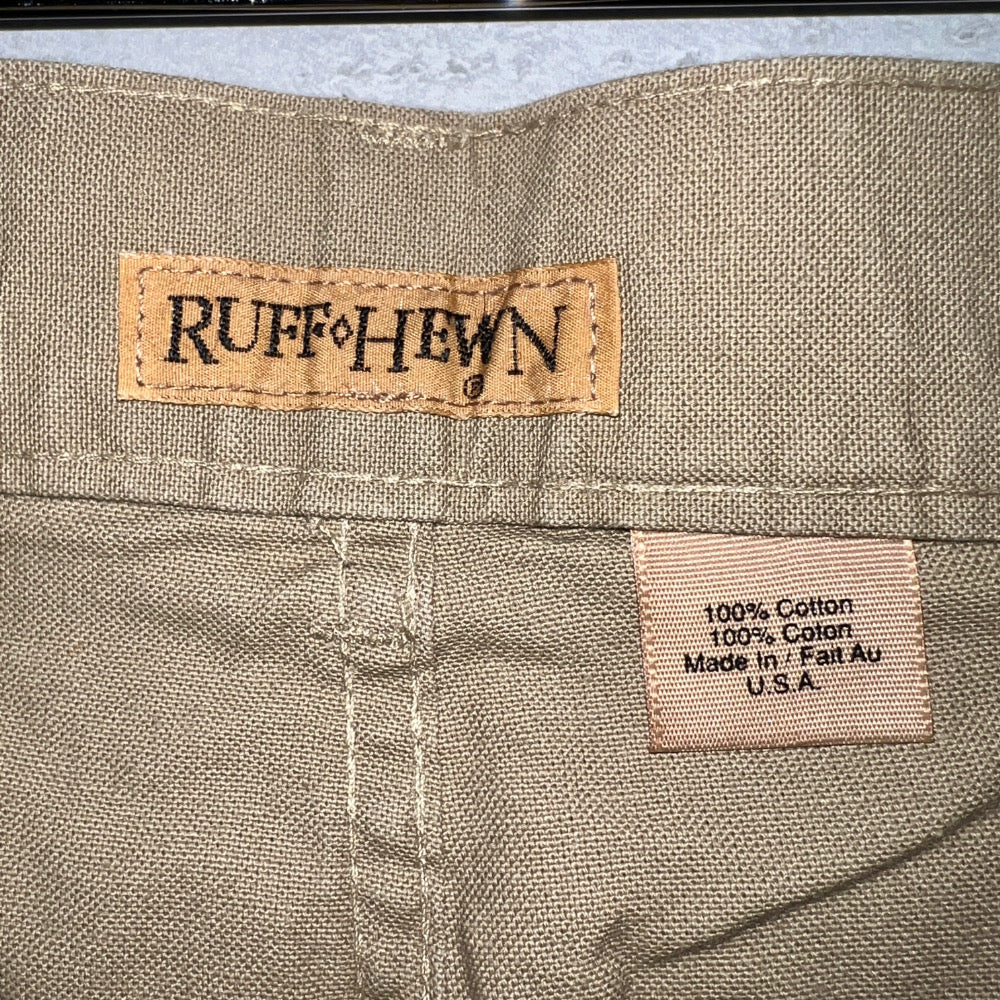 RUFF◇HEWN
®
100% Cotton
100% Coton
Made In / Fait Au
U.S.A.